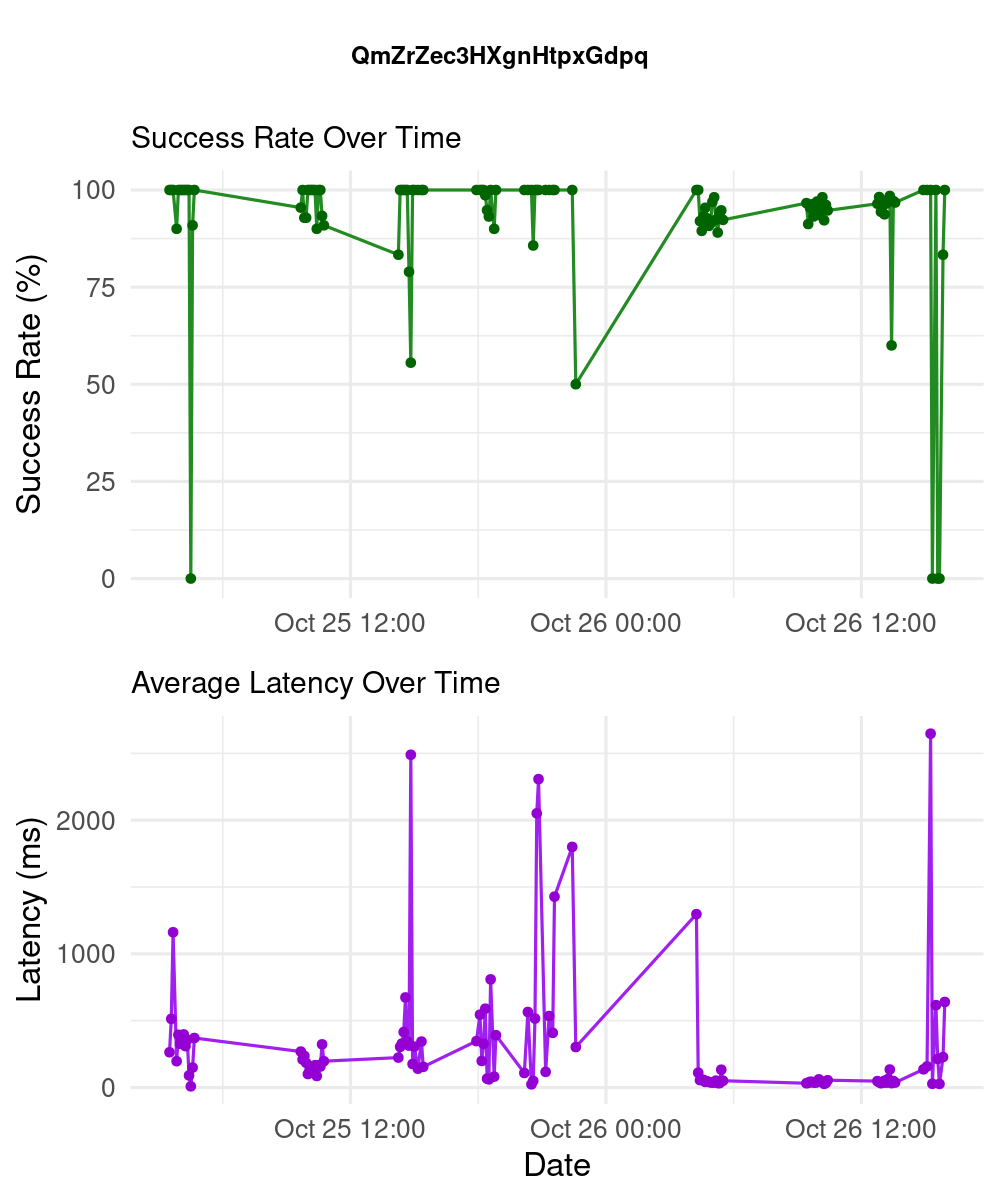 QmZrZec3HXgnHtpxGdpq
Success Rate Over Time
Success Rate (%)
100
75
50
25
0
Oct 25 12:00 Oct 26 00:00 Oct 26 12:00
Average Latency Over Time
Latency (ms)
2000
1000
0
Oct 25 12:00 Oct 26 00:00 Oct 26 12:00
Date